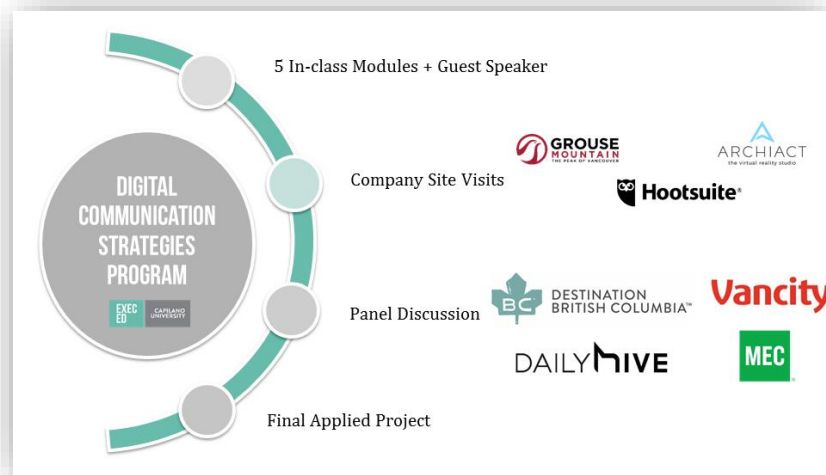 5 In-class Modules + Guest Speaker
GROUSE
MOUNTAIN
THE PEAK OF VANCOUVER
ARCHIACT
the virtual reality studio
Company Site Visits
Hootsuite®
DIGITAL
COMMUNICATION
STRATEGIES
PROGRAM
EXEC
ED
CAPILANO
UNIVERSITY
BC
DESTINATION
BRITISH COLUMBIA™
Vancity
Panel Discussion
DAILY HIVE
MEC
Final Applied Project